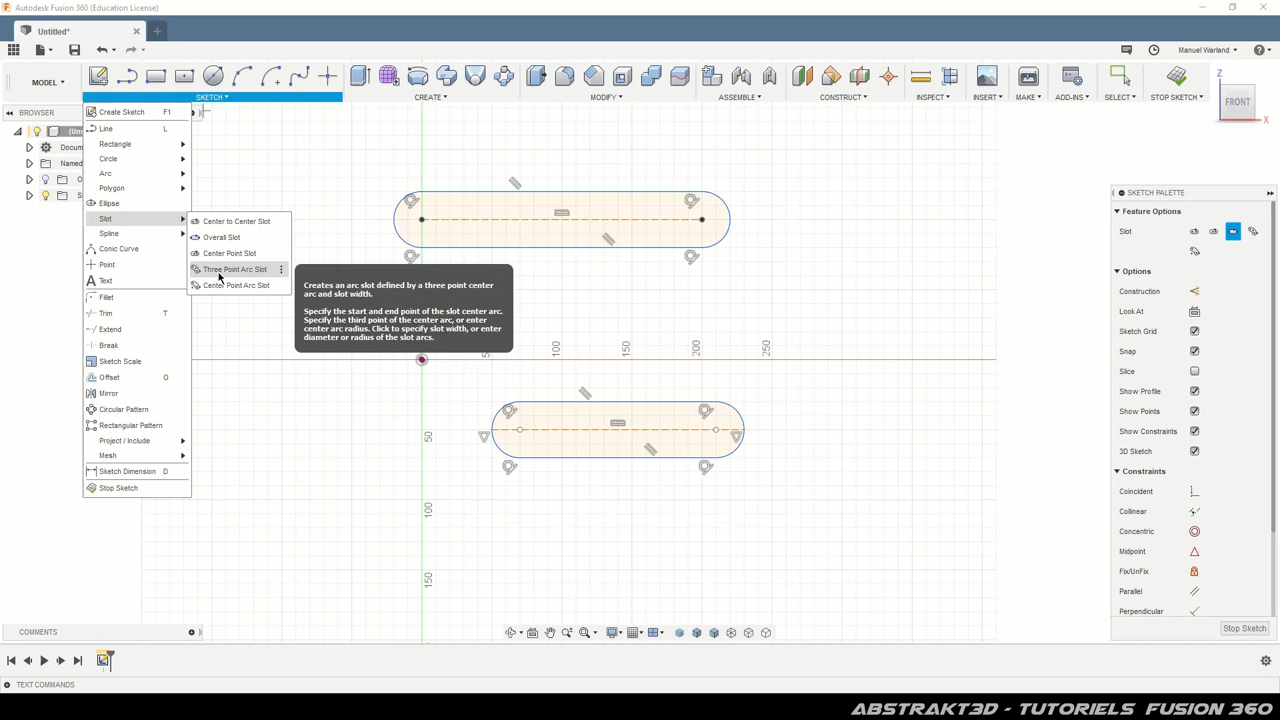 Autodesk Fusion 360 (Education License)
Untitled*
Manuel Warland
MODEL
SKETCH
CREATE
MODIFY
ASSEMBLE
CONSTRUCT
INSPECT
INSERT
MAKE
ADD-INS
SELECT
STOP SKETCH
Z
FRONT
X
BROWSER
(Uns
Docum
Named
O
S
Create Sketch F1
Line L
Rectangle
Circle
Arc
Polygon
Ellipse
Slot
Spline
Conic Curve
Point
Text
Fillet
Trim T
Extend
Break
Sketch Scale
Offset O
Mirror
Circular Pattern
Rectangular Pattern
Project / Include
Mesh
Sketch Dimension D
Stop Sketch
Center to Center Slot
Overall Slot
Center Point Slot
Three Point Arc Slot
Center Point Arc Slot
Creates an arc slot defined by a three point center
arc and slot width.
Specify the start and end point of the slot center arc.
Specify the third point of the center arc, or enter
center arc radius. Click to specify slot width, or enter
diameter or radius of the slot arcs.
5
100
150
200
250
50
100
150
SKETCH PALETTE
Feature Options
Slot
Options
Construction
Look At
Sketch Grid
Snap
Slice
Show Profile
Show Points
Show Constraints
3D Sketch
Constraints
Coincident
Collinear
Concentric
Midpoint
Fix/UnFix
Parallel
Perpendicular
Stop Sketch
COMMENTS
TEXT COMMANDS
ABSTRAKT3D - TUTORIELS FUSION 360